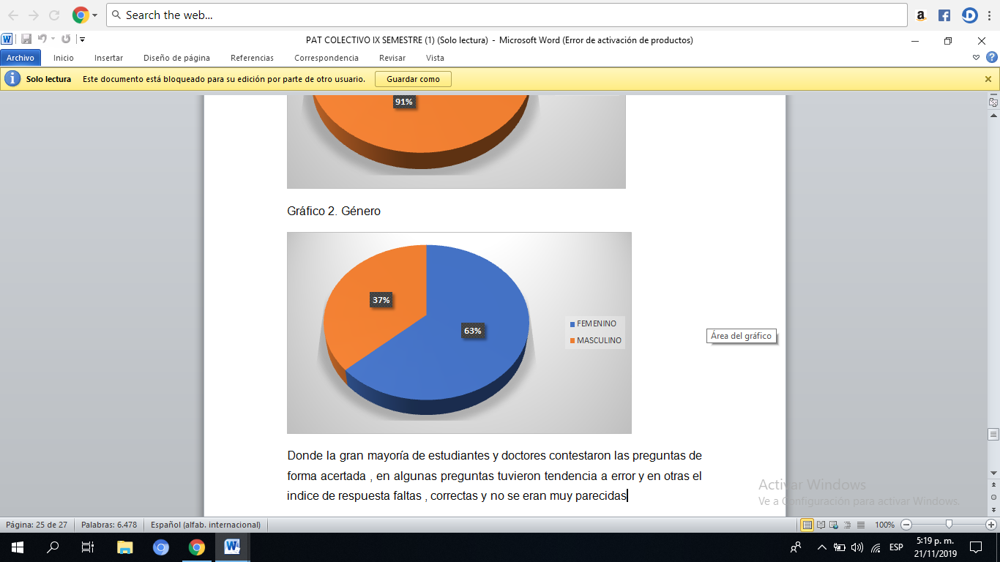 Search the web...
PAT COLECTIVO IX SEMESTRE (1) (Solo lectura) - Microsoft Word (Error de activación de productos)
Archivo Inicio Insertar Diseño de página Referencias Correspondencia Revisar Vista
Solo lectura Este documento está bloqueado para su edición por parte de otro usuario. Guardar como
91%
Gráfico 2. Género
37%
63%
FEMENINO
MASCULINO
Área del gráfico
Donde la gran mayoría de estudiantes y doctores contestaron las preguntas de
forma acertada , en algunas preguntas tuvieron tendencia a error y en otras el
indice de respuesta faltas , correctas y no se eran muy parecidas
Activar Windows
Ve a Configuración para activar Windows.
Página: 25 de 27 Palabras: 6.478 Español (alfab. internacional) 100%
ESP
5:19 p. m.
21/11/2019